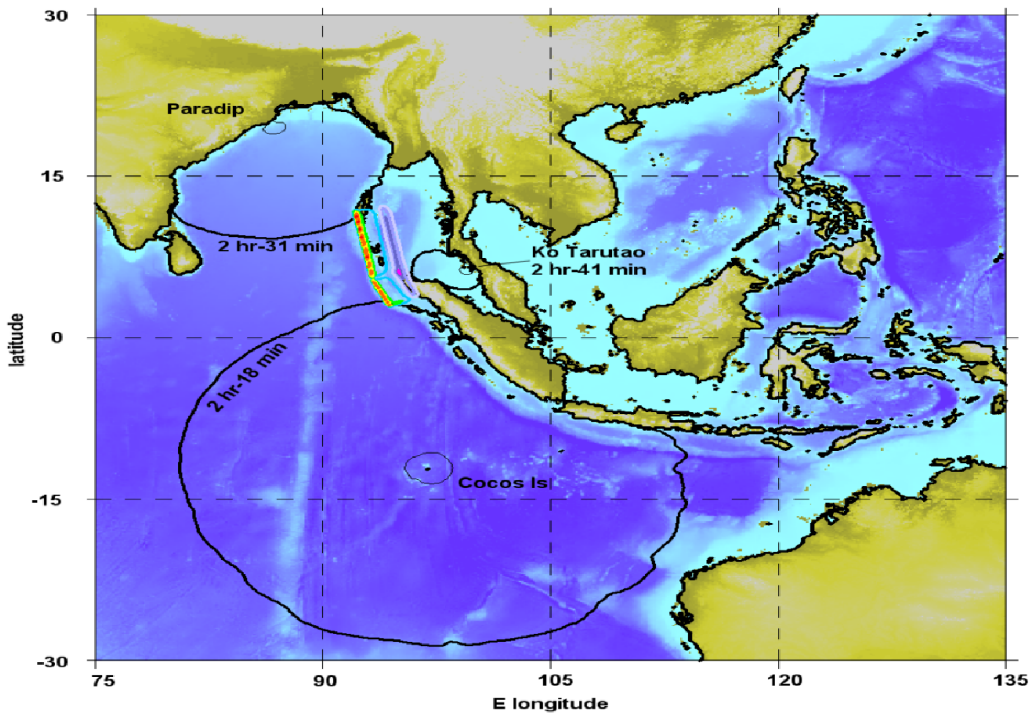 30
Paradip
15
2 hr-31 min
Ko Tarutao
2 hr-41 min
latitude
0
2 hr-18 min
Cocos Is
-15
-30
75
90
105
120
135
E longitude